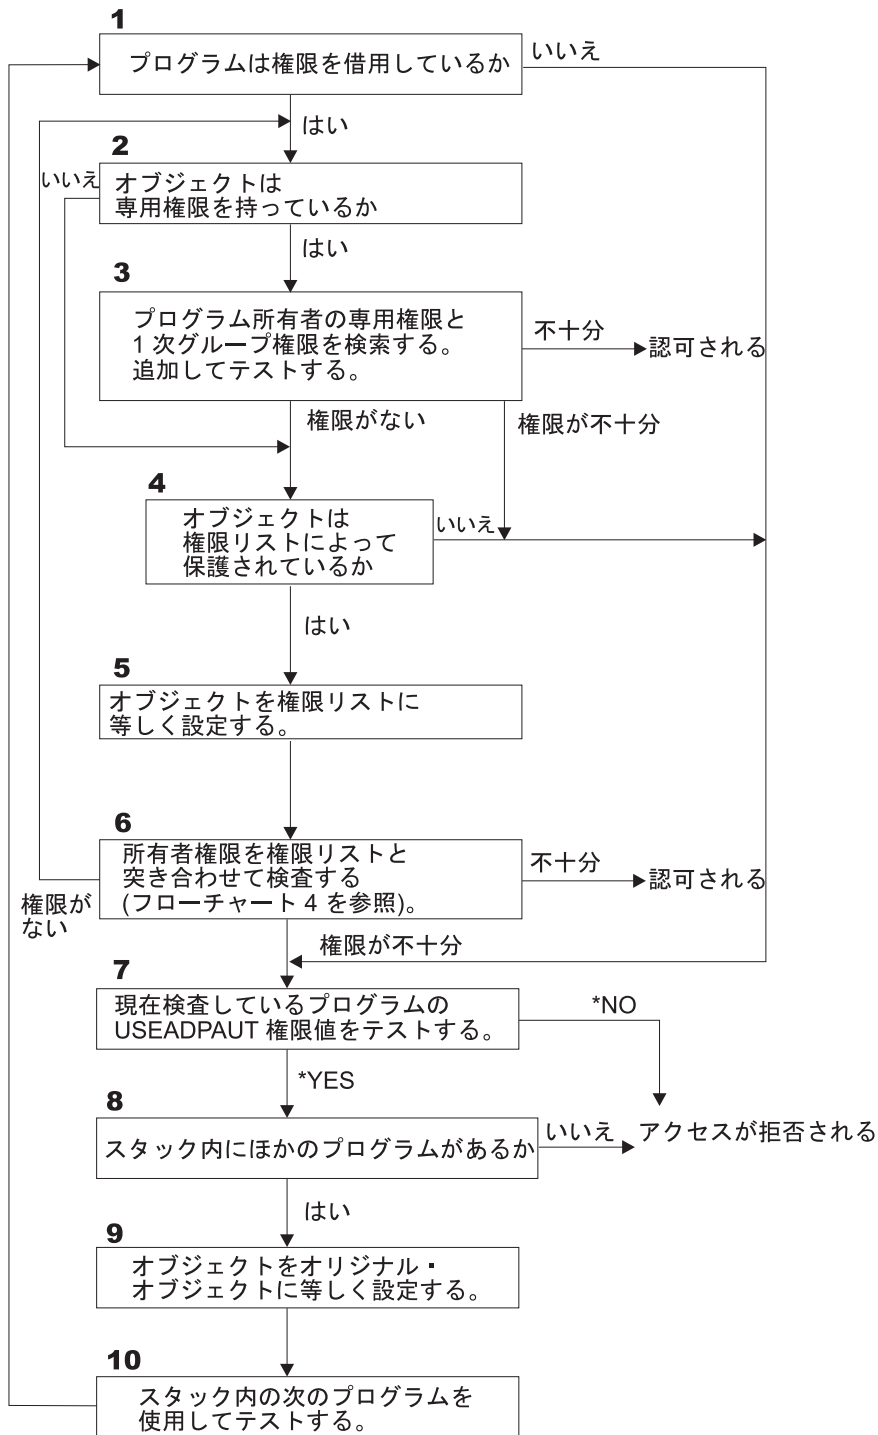 1
プログラムは権限を借用しているか
いいえ
はい
2
いいえ
オブジェクトは
専用権限を持っているか
はい
3
プログラム所有者の専用権限と
1 次グループ権限を検索する。
追加してテストする。
不十分
認可される
権限がない
権限が不十分
4
オブジェクトは
権限リストによって
保護されているか
いいえ
はい
5
オブジェクトを権限リストに
等しく設定する。
6
所有者権限を権限リストと
突き合わせて検査する
(フローチャート 4 を参照)。
不十分
認可される
権限が
ない
権限が不十分
7
現在検査しているプログラムの
USEADPAUT 権限値をテストする。
*NO
*YES
8
スタック内にほかのプログラムがあるか
いいえ
アクセスが拒否される
はい
9
オブジェクトをオリジナル・
オブジェクトに等しく設定する。
10
スタック内の次のプログラムを
使用してテストする。